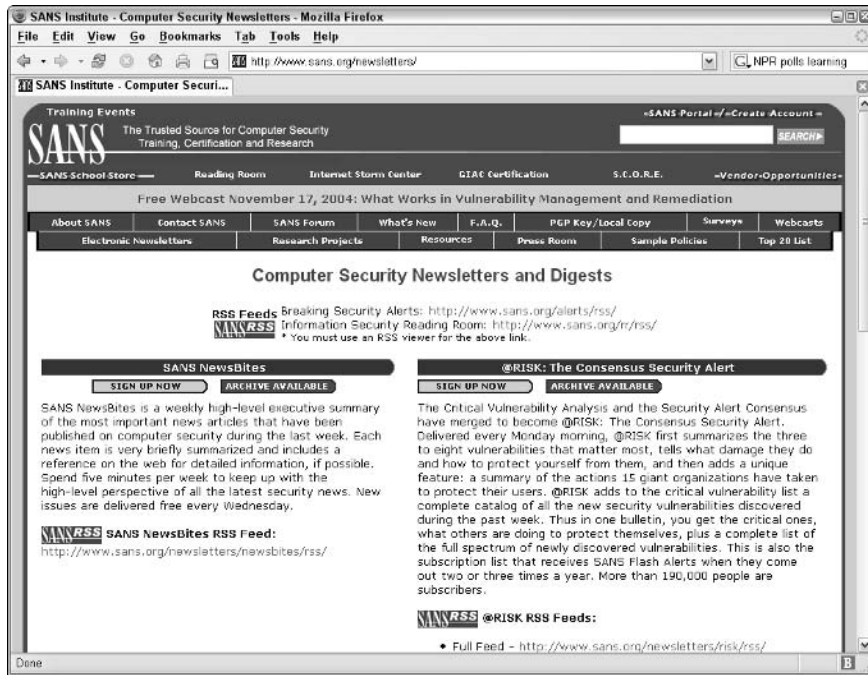 SANS Institute - Computer Security Newsletters - Mozilla Firefox
File Edit View Go Bookmarks Tab Tools Help
http://www.sans.org/newsletters/
G, NPR polls learning
SANS Institute - Computer Securi...
Training Events
»SANS Portal-/»Create Account»
SANS
The Trusted Source for Computer Security
Training, Certification and Research
SEARCH
SANS School Store
Reading Room
Internet Storm Center
GIAC Certification
S.C.O.R.E.
Vendor Opportunities
Free Webcast November 17, 2004: What Works in Vulnerability Management and Remediation
About SANS
Contact SANS
SANS Forum
What's New
F.A.Q.
PGP Key/Local Copy
Surveys
Webcasts
Electronic Newsletters
Research Projects
Resources
Press Room
Sample Policies
Top 20 List
Computer Security Newsletters and Digests
RSS Feeds Breaking Security Alerts: http://www.sans.org/alerts/rss/
SANS RSS Information Security Reading Room: http://www.sans.org/rr/rss/
* You must use an RSS viewer for the above link.
SANS NewsBites
SIGN UP NOW
ARCHIVE AVAILABLE
SANS NewsBites is a weekly high-level executive summary
of the most important news articles that have been
published on computer security during the last week. Each
news item is very briefly summarized and includes a
reference on the web for detailed information, if possible.
Spend five minutes per week to keep up with the
high-level perspective of all the latest security news. New
issues are delivered free every Wednesday.
SANS RSS SANS NewsBites RSS Feed:
http://www.sans.org/newsletters/newsbites/rss/
@RISK: The Consensus Security Alert
SIGN UP NOW
ARCHIVE AVAILABLE
The Critical Vulnerability Analysis and the Security Alert Consensus
have merged to become @RISK: The Consensus Security Alert.
Delivered every Monday morning, @RISK first summarizes the three
to eight vulnerabilities that matter most, tells what damage they do
and how to protect yourself from them, and then adds a unique
feature: a summary of the actions 15 giant organizations have taken
to protect their users. @RISK adds to the critical vulnerability list a
complete catalog of all the new security vulnerabilities discovered
during the past week. Thus in one bulletin, you get the critical ones,
what others are doing to protect themselves, plus a complete list of
the full spectrum of newly discovered vulnerabilities. This is also the
subscription list that receives SANS Flash Alerts when they come
out two or three times a year. More than 190,000 people are
subscribers.
SANS RSS @RISK RSS Feeds:
• Full Feed - http://www.sans.org/newsletters/risk/rss/
Done
B